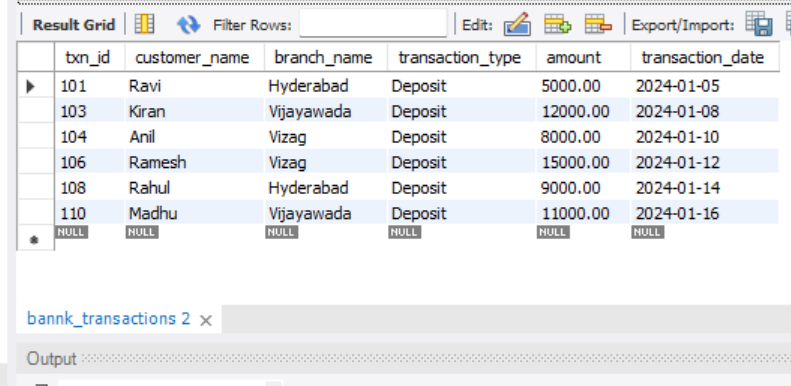 Result Grid Filter Rows: Edit: Export/Import:
txn_id customer_name branch_name transaction_type amount transaction_date
101 Ravi Hyderabad Deposit 5000.00 2024-01-05
103 Kiran Vijayawada Deposit 12000.00 2024-01-08
104 Anil Vizag Deposit 8000.00 2024-01-10
106 Ramesh Vizag Deposit 15000.00 2024-01-12
108 Rahul Hyderabad Deposit 9000.00 2024-01-14
110 Madhu Vijayawada Deposit 11000.00 2024-01-16
NULL NULL NULL NULL NULL NULL
bannk_transactions 2
Output